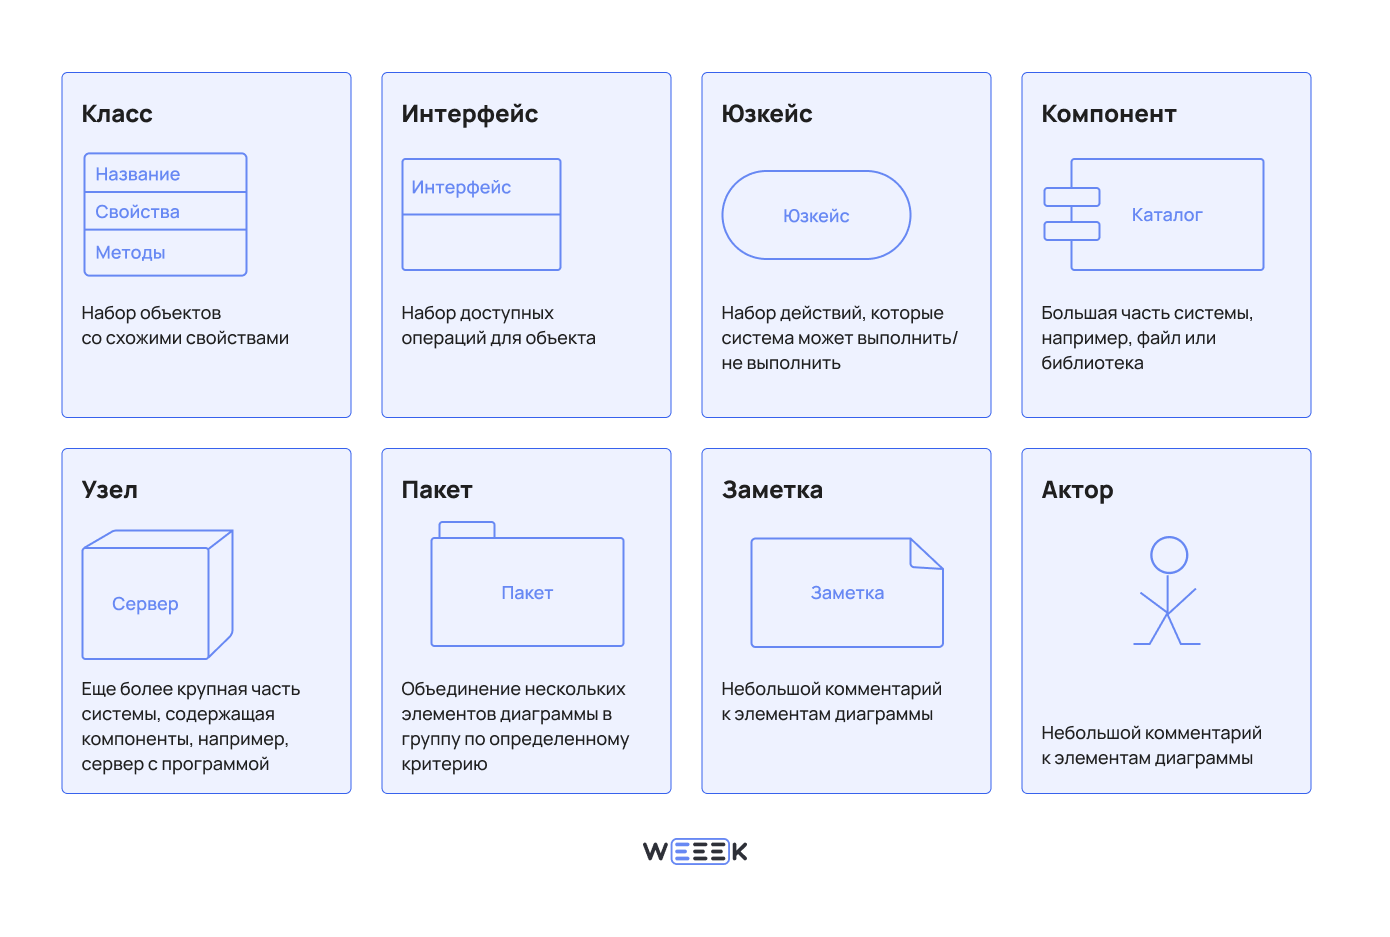 Класс
Название
Свойства
Методы
Набор объектов
со схожими свойствами
Интерфейс
Интерфейс
Набор доступных
операций для объекта
Юзкейс
Юзкейс
Набор действий, которые
система может выполнить/
не выполнить
Компонент
Каталог
Большая часть системы,
например, файл или
библиотека
Узел
Сервер
Еще более крупная часть
системы, содержащая
компоненты, например,
сервер с программой
Пакет
Пакет
Объединение нескольких
элементов диаграммы в
группу по определенному
критерию
Заметка
Заметка
Небольшой комментарий
к элементам диаграммы
Актор
Небольшой комментарий
к элементам диаграммы
WEEEK